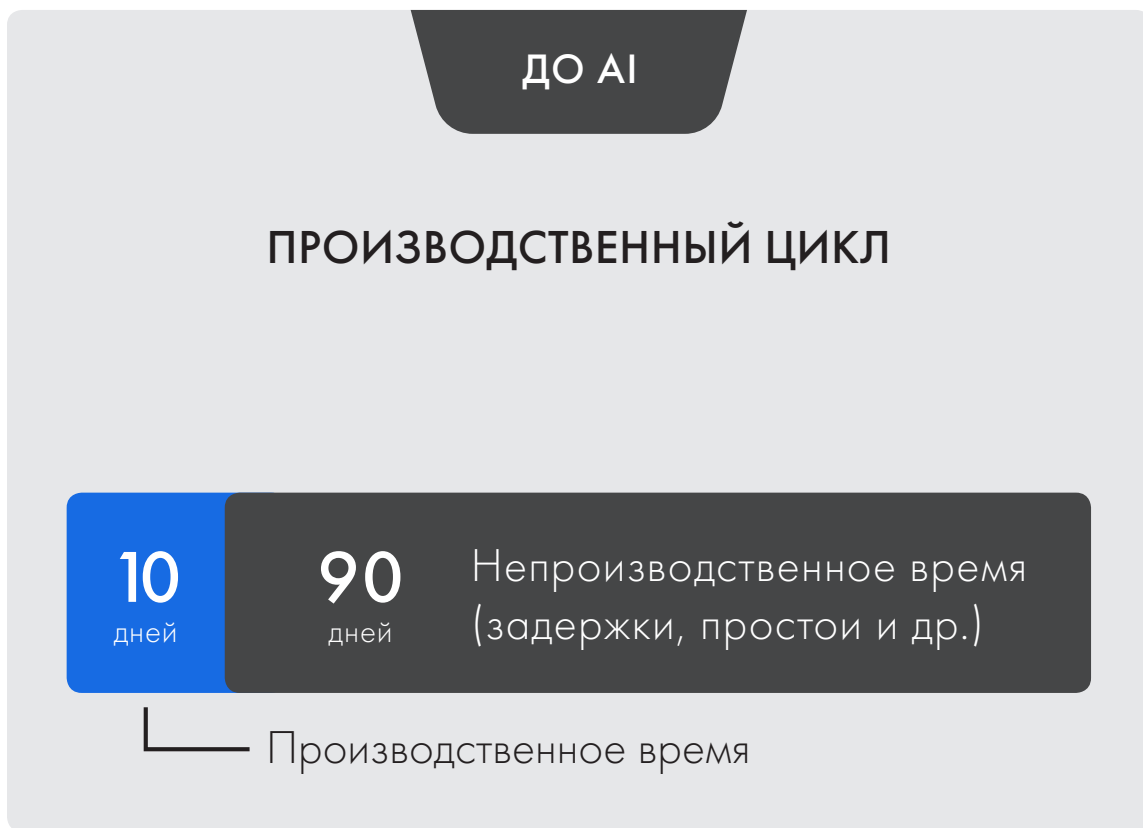 ДО AI
ПРОИЗВОДСТВЕННЫЙ ЦИКЛ
10
дней
90
дней
Непроизводственное время
(задержки, простои и др.)
Производственное время